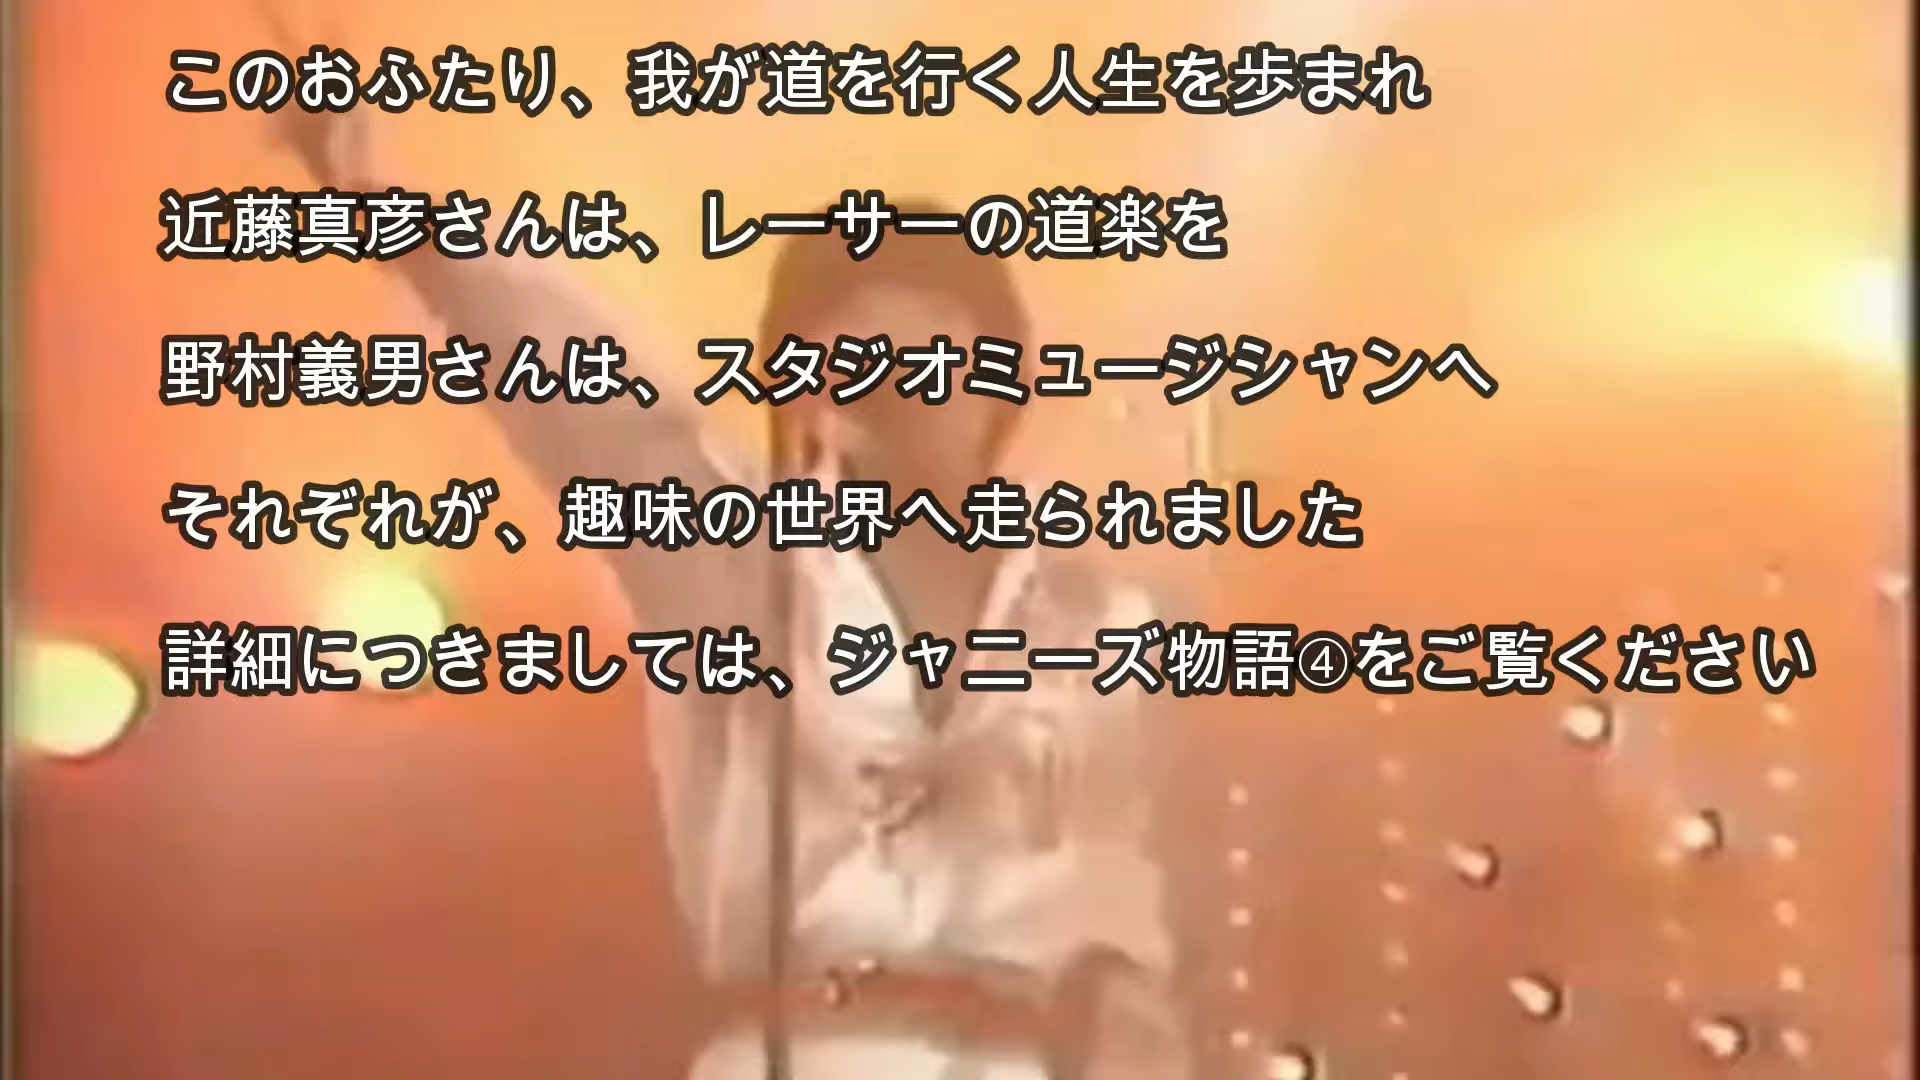 このおふたり、我が道を行く人生を歩まれ
近藤真彦さんは、レーサーの道楽を
野村義男さんは、スタジオミュージシャンへ
それぞれが、趣味の世界へ走られました
詳細につきましては、ジャニーズ物語④をご覧ください